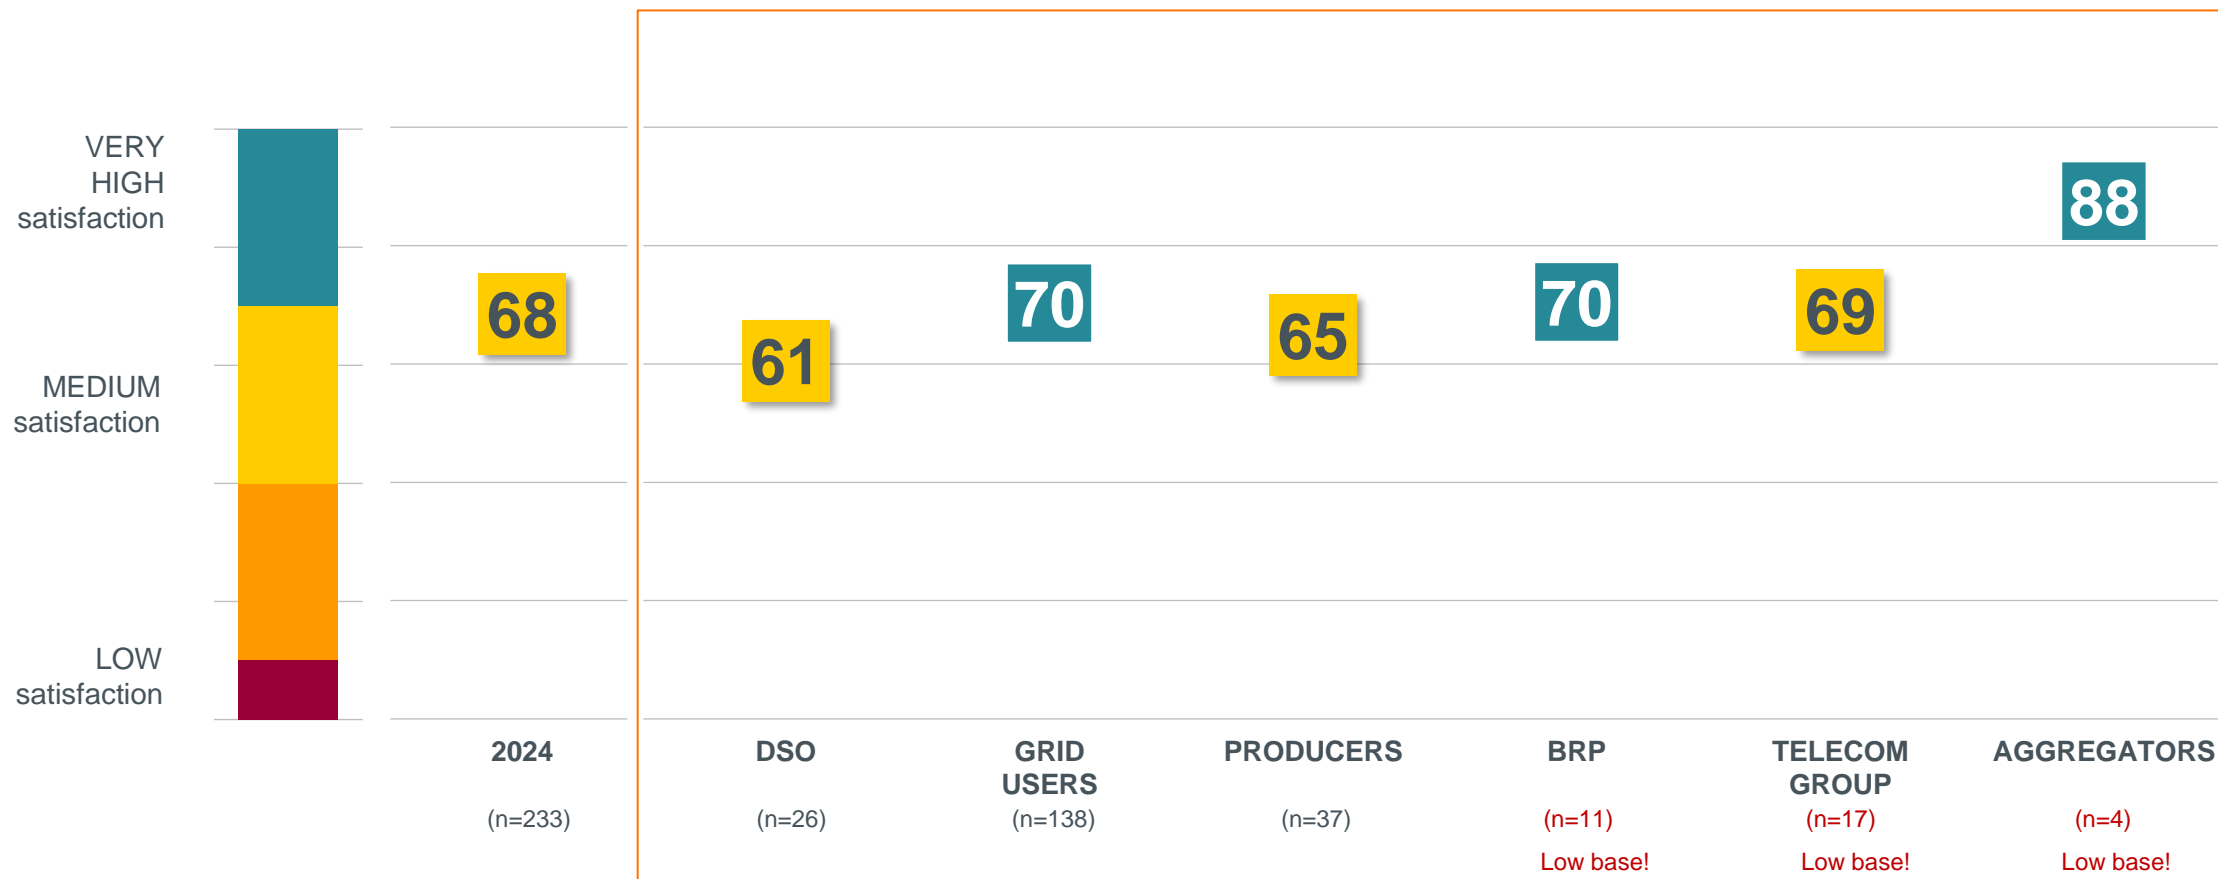 VERY
HIGH
satisfaction
MEDIUM
satisfaction
LOW
satisfaction
68
61
70
65
70
69
88
2024
(n=233)
DSO
(n=26)
GRID
USERS
(n=138)
PRODUCERS
(n=37)
BRP
(n=11)
Low base!
TELECOM
GROUP
(n=17)
Low base!
AGGREGATORS
(n=4)
Low base!